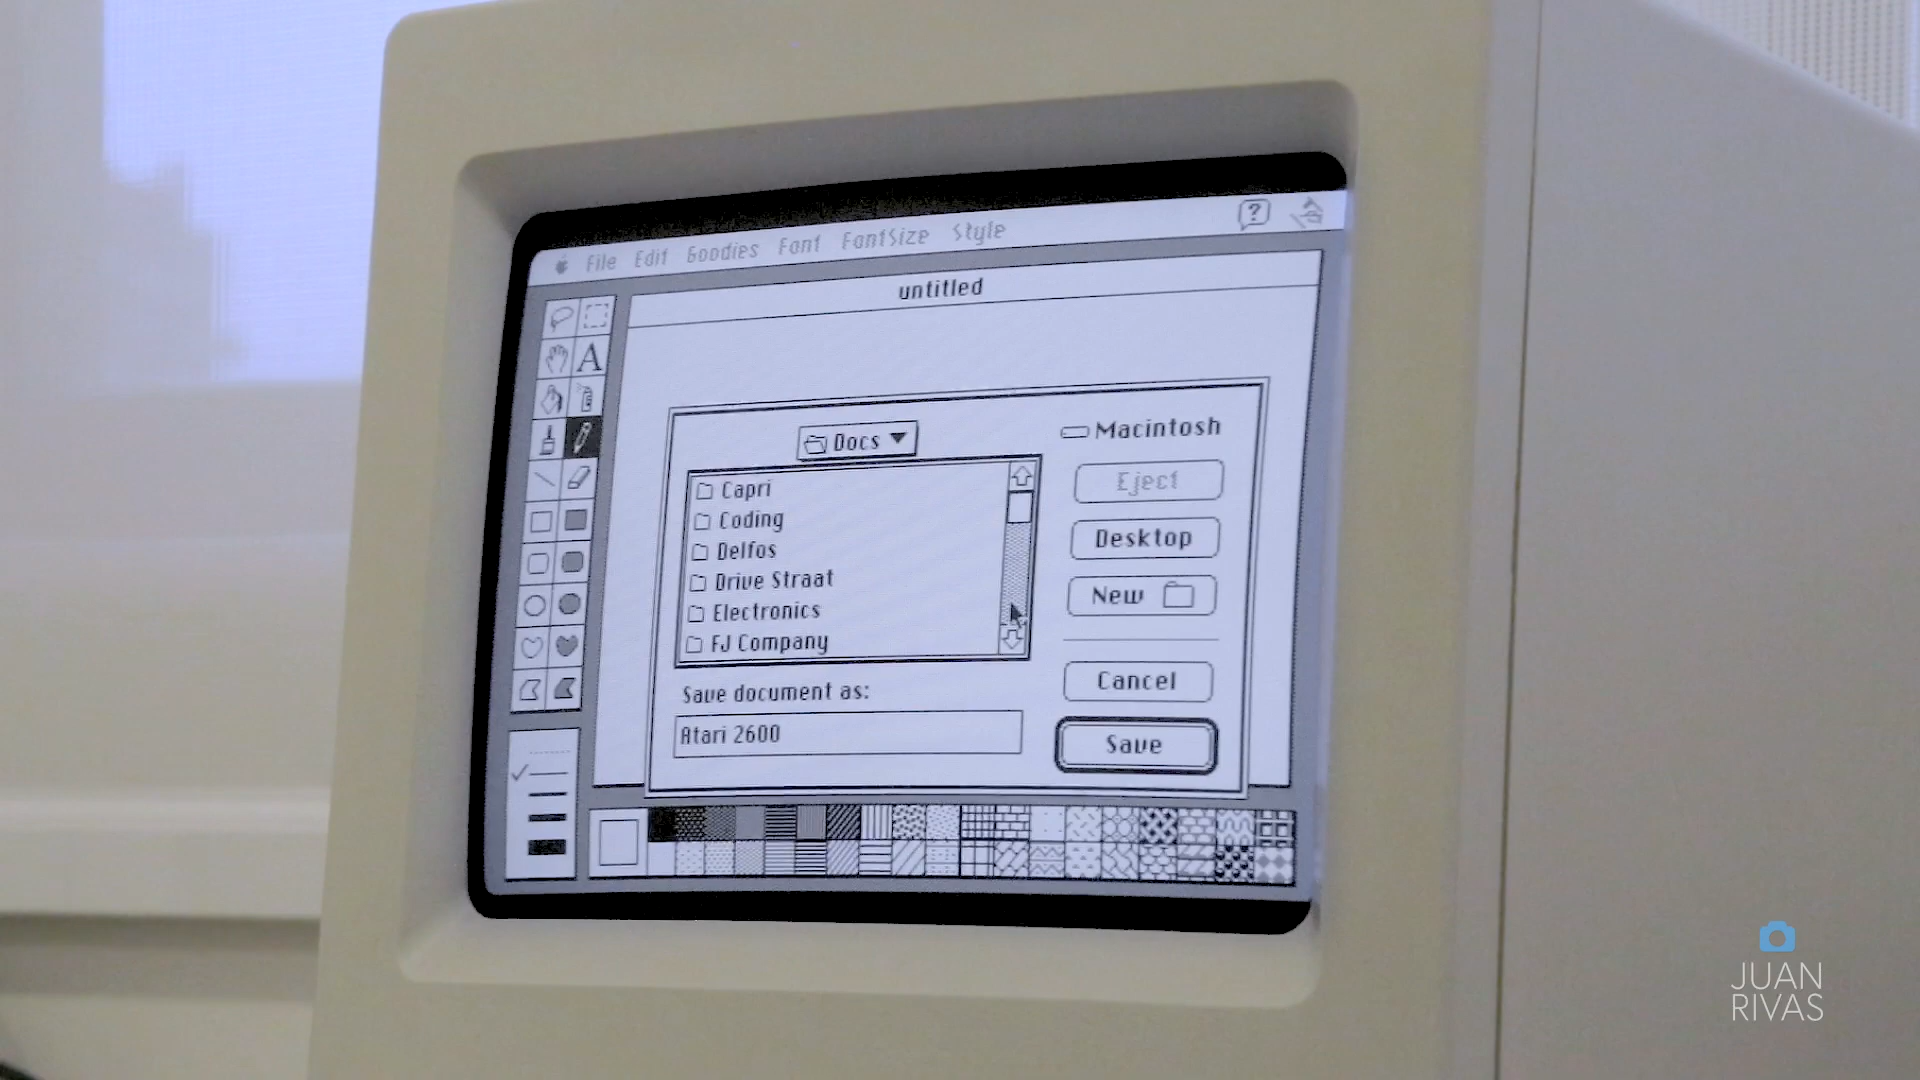 File Edit Goodies Font FontSize Style ?
untitled
A
Docs
Macintosh
Capri
Coding
Delfos
Drive Straat
Electronics
FJ Company
Eject
Desktop
New
Cancel
Save document as:
Atari 2600
Save
JUAN
RIVAS